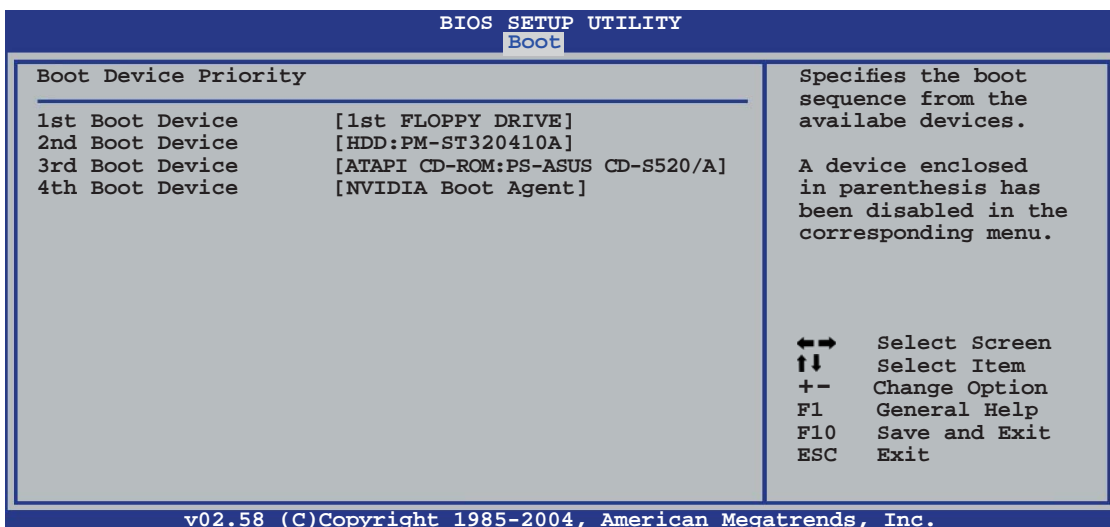 BIOS SETUP UTILITY
Boot
Boot Device Priority
1st Boot Device [1st FLOPPY DRIVE]
2nd Boot Device [HDD:PM-ST320410A]
3rd Boot Device [ATAPI CD-ROM:PS-ASUS CD-S520/A]
4th Boot Device [NVIDIA Boot Agent]
Specifies the boot
sequence from the
availabe devices.
A device enclosed
in parenthesis has
been disabled in the
corresponding menu.
←→ Select Screen
↑↓ Select Item
+- Change Option
F1 General Help
F10 Save and Exit
ESC Exit
v02.58 (C)Copyright 1985-2004, American Megatrends, Inc.